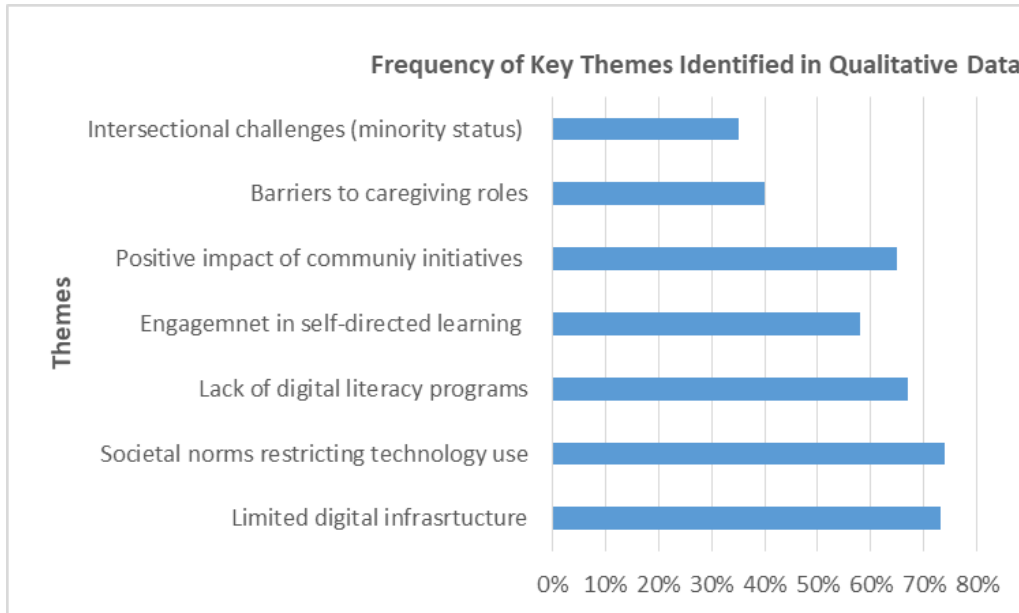 Frequency of Key Themes Identified in Qualitative Data
Intersectional challenges (minority status)
Barriers to caregiving roles
Positive impact of communiy initiatives
Engagemnet in self-directed learning
Lack of digital literacy programs
Societal norms restricting technology use
Limited digital infrasrtucture
Themes
0% 10% 20% 30% 40% 50% 60% 70% 80%